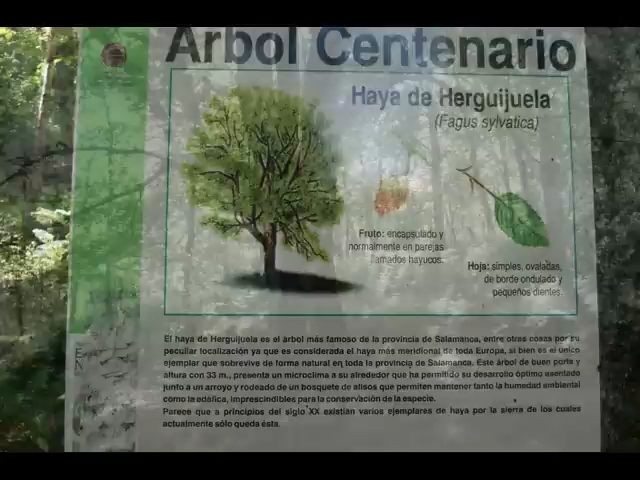 Arbol Centenario
Haya de Herguijuela
(Fagus sylvatica)
Fruto: encapsulado y
normalmente en parejas
llamados hayucos.
Hoja: simples, ovaladas,
de borde ondulado y
pequeños dientes.
El haya de Herguijuela es el árbol más famoso de la provincia de Salamanca, entre otras cosas por su
peculiar localización ya que es considerada el haya más meridional de toda Europa, si bien es el único
ejemplar que sobrevive de forma natural en toda la provincia de Salamanca. Este árbol de buen porte y
altura con 33 m., presenta un microclima a su alrededor que ha permitido su desarrollo óptimo asentado
junto a un arroyo y rodeado de un bosquete de alisos que permiten mantener tanto la humedad ambiental
como la edáfica, imprescindibles para la conservación de la especie.
Parece que a principios del siglo XX existían varios ejemplares de haya por la sierra de los cuales
actualmente sólo queda ésta.